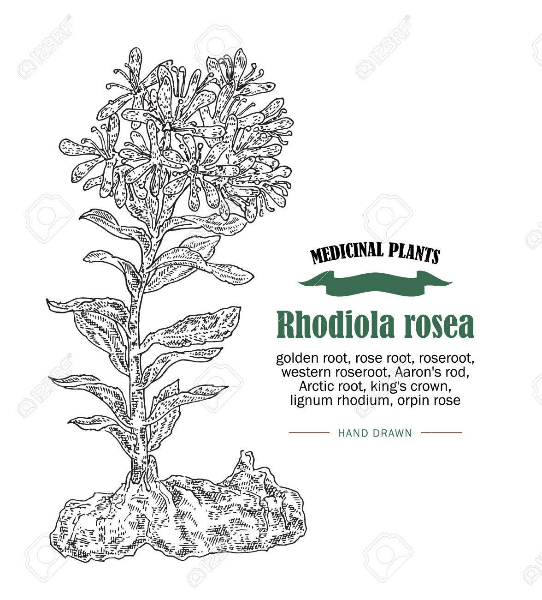 MEDICINAL PLANTS
Rhodiola rosea
golden root, rose root, roseroot,
western roseroot, Aaron's rod,
Arctic root, king's crown,
lignum rhodium, orpin rose
HAND DRAWN